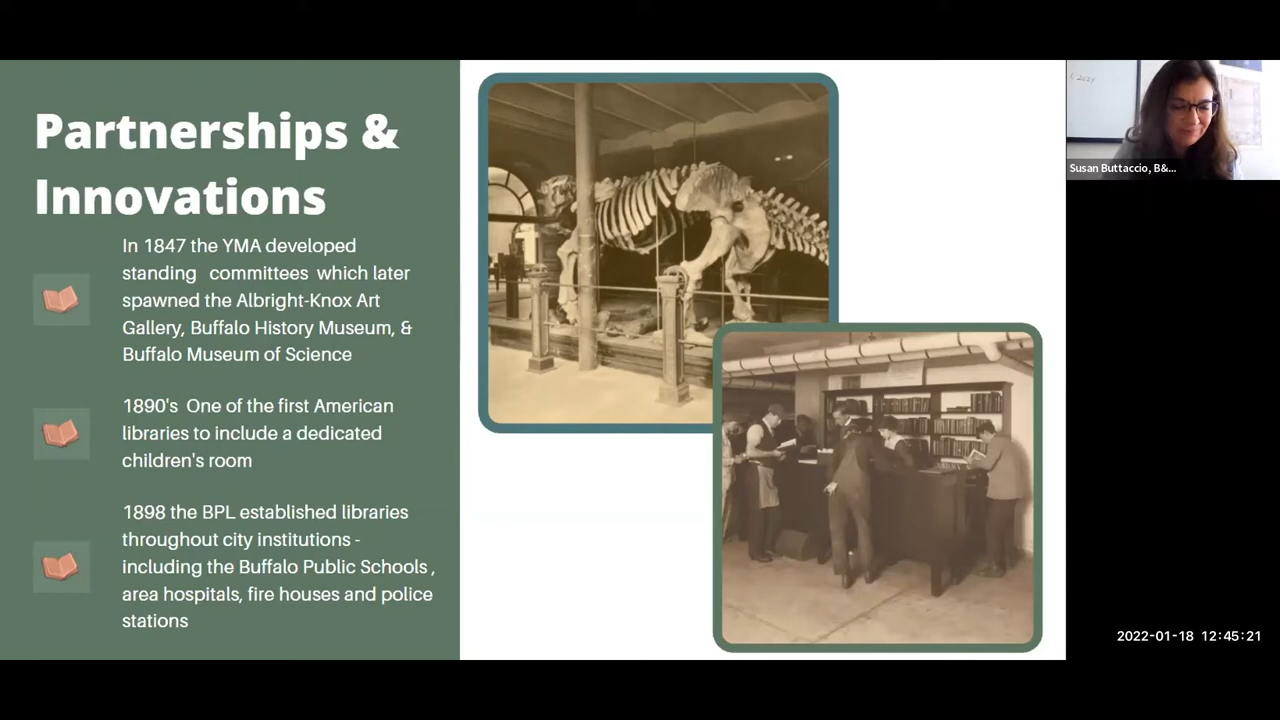 Partnerships &
Innovations
In 1847 the YMA developed
standing committees which later
spawned the Albright-Knox Art
Gallery, Buffalo History Museum, &
Buffalo Museum of Science
1890's One of the first American
libraries to include a dedicated
children's room
1898 the BPL established libraries
throughout city institutions -
including the Buffalo Public Schools ,
area hospitals, fire houses and police
stations
Susan Buttaccio, B&...
2022-01-18 12:45:21